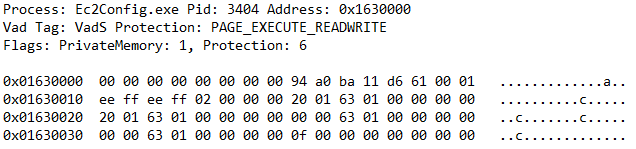 Process: Ec2Config.exe Pid: 3404 Address: 0x1630000
Vad Tag: VadS Protection: PAGE_EXECUTE_READWRITE
Flags: PrivateMemory: 1, Protection: 6
0x01630000 00 00 00 00 00 00 00 00 94 a0 ba 11 d6 61 00 01 .............a..
0x01630010 ee ff ee ff 02 00 00 00 20 01 63 01 00 00 00 00 ..........c.....
0x01630020 20 01 63 01 00 00 00 00 00 00 63 01 00 00 00 00 ..c.......c.....
0x01630030 00 00 63 01 00 00 00 00 0f 00 00 00 00 00 00 00 ..c.............